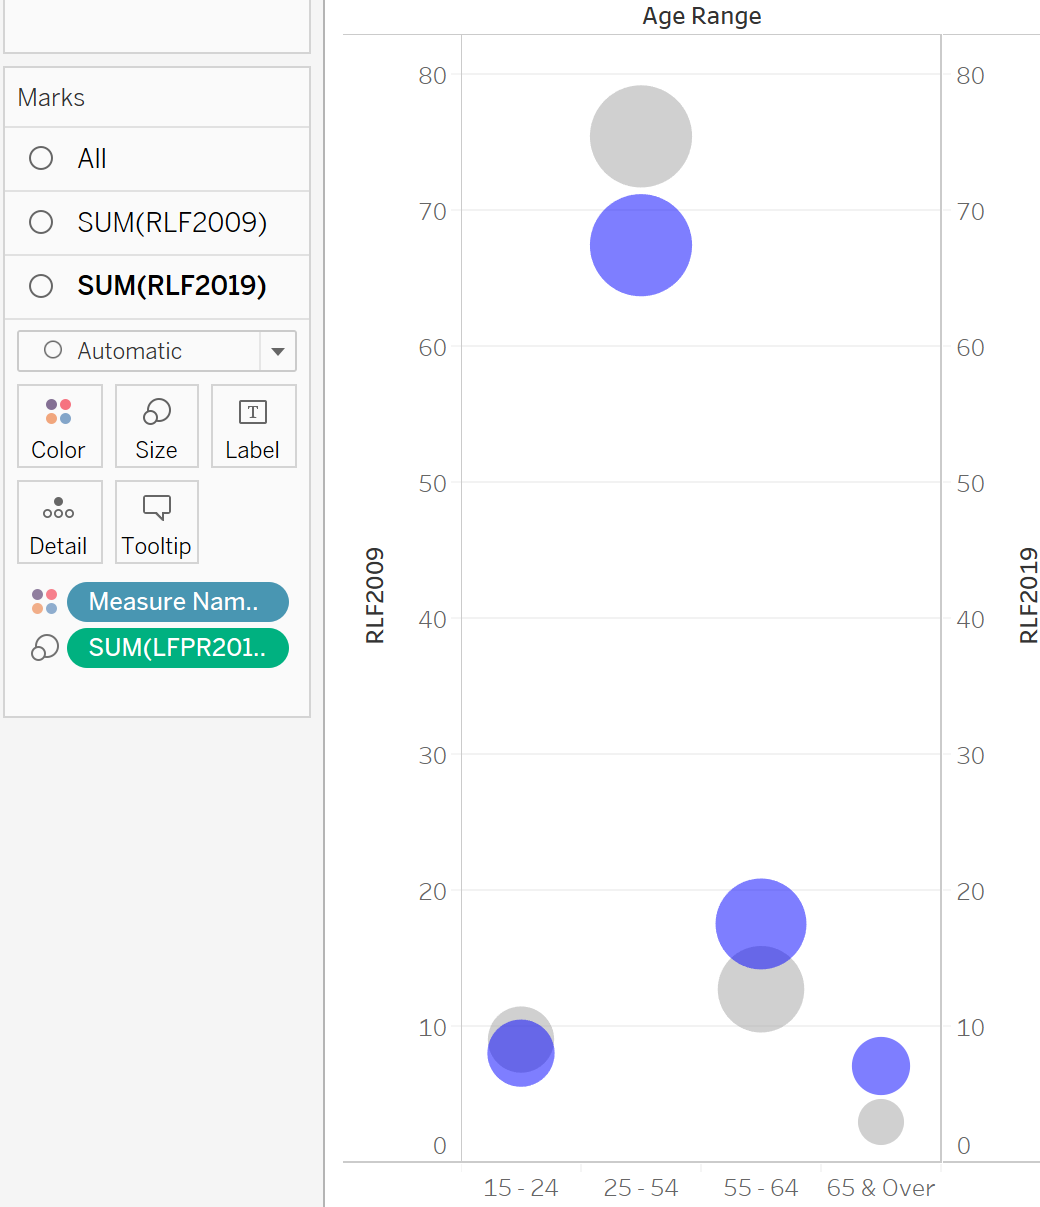 Marks
All
SUM(RLF2009)
SUM(RLF2019)
Automatic
Color Size T Label
Detail Tooltip
Measure Nam..
SUM(LFPR201..
Age Range
80 80
70 70
60 60
50 50
40 40
30 30
20 20
10 10
0 0
RLF2009
RLF2019
15 - 24 25 - 54 55 - 64 65 & Over